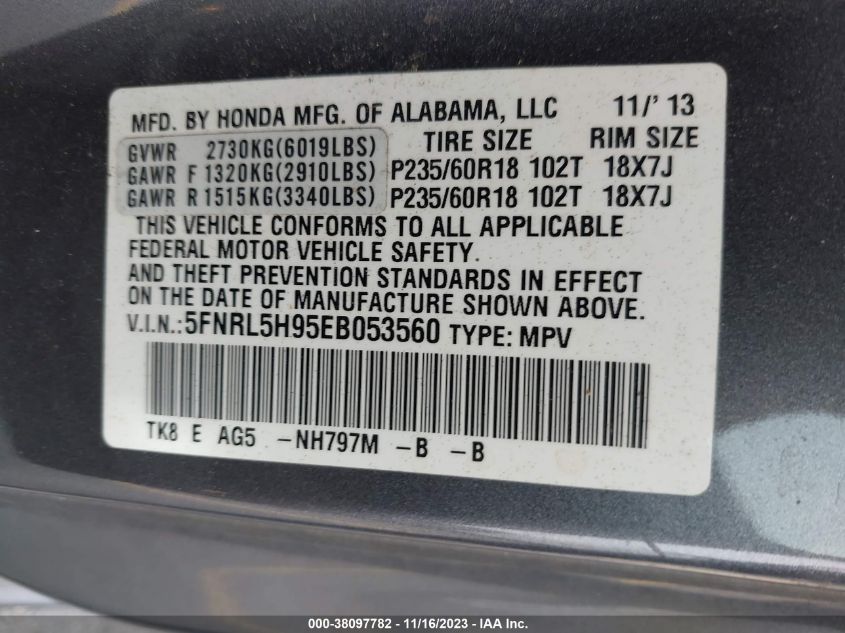 MFD. BY HONDA MFG. OF ALABAMA, LLC 11/' 13
GVWR 2730KG(6019LBS) TIRE SIZE RIM SIZE
GAWR F 1320KG(2910LBS) P235/60R18 102T 18X7J
GAWR R 1515KG(3340LBS) P235/60R18 102T 18X7J
THIS VEHICLE CONFORMS TO ALL APPLICABLE
FEDERAL MOTOR VEHICLE SAFETY.
AND THEFT PREVENTION STANDARDS IN EFFECT
ON THE DATE OF MANUFACTURE SHOWN ABOVE.
V.I.N.:5FNRL5H95EB053560 TYPE: MPV
TK8 E AG5 -NH797M -B -B
000-38097782 - 11/16/2023 - IAA Inc.